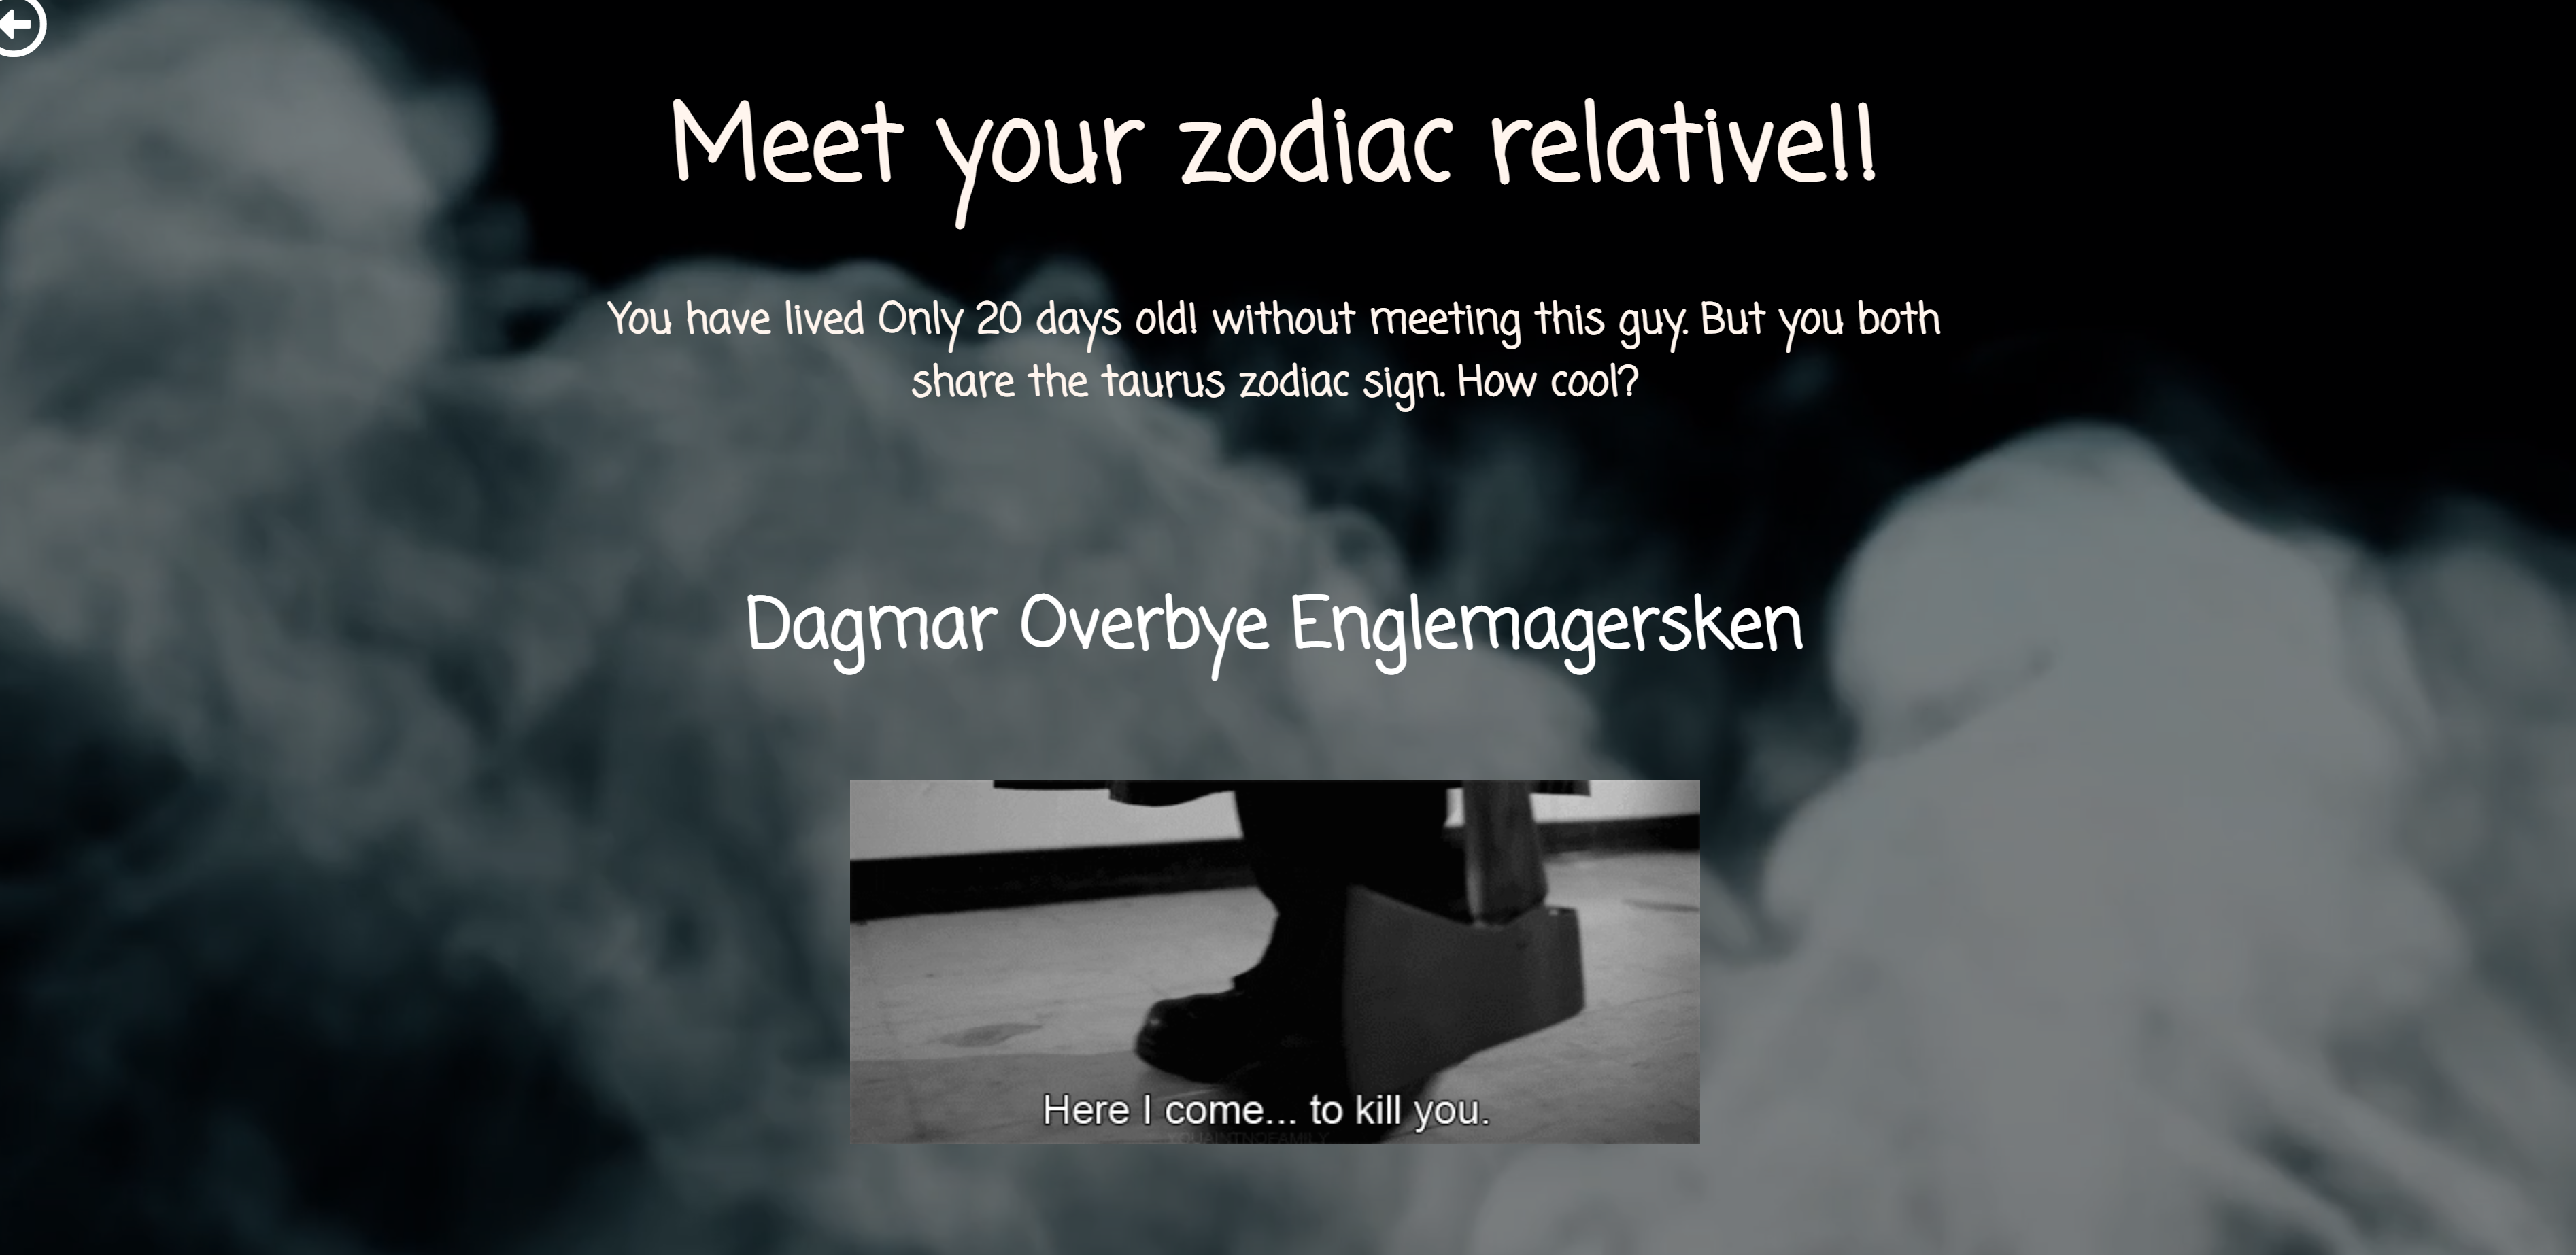 Meet your zodiac relative!!
You have lived Only 20 days old! without meeting this guy. But you both
share the taurus zodiac sign. How cool?
Dagmar Overbye Englemagersken
Here I come... to kill you.
YOUAINTNOFAMILY